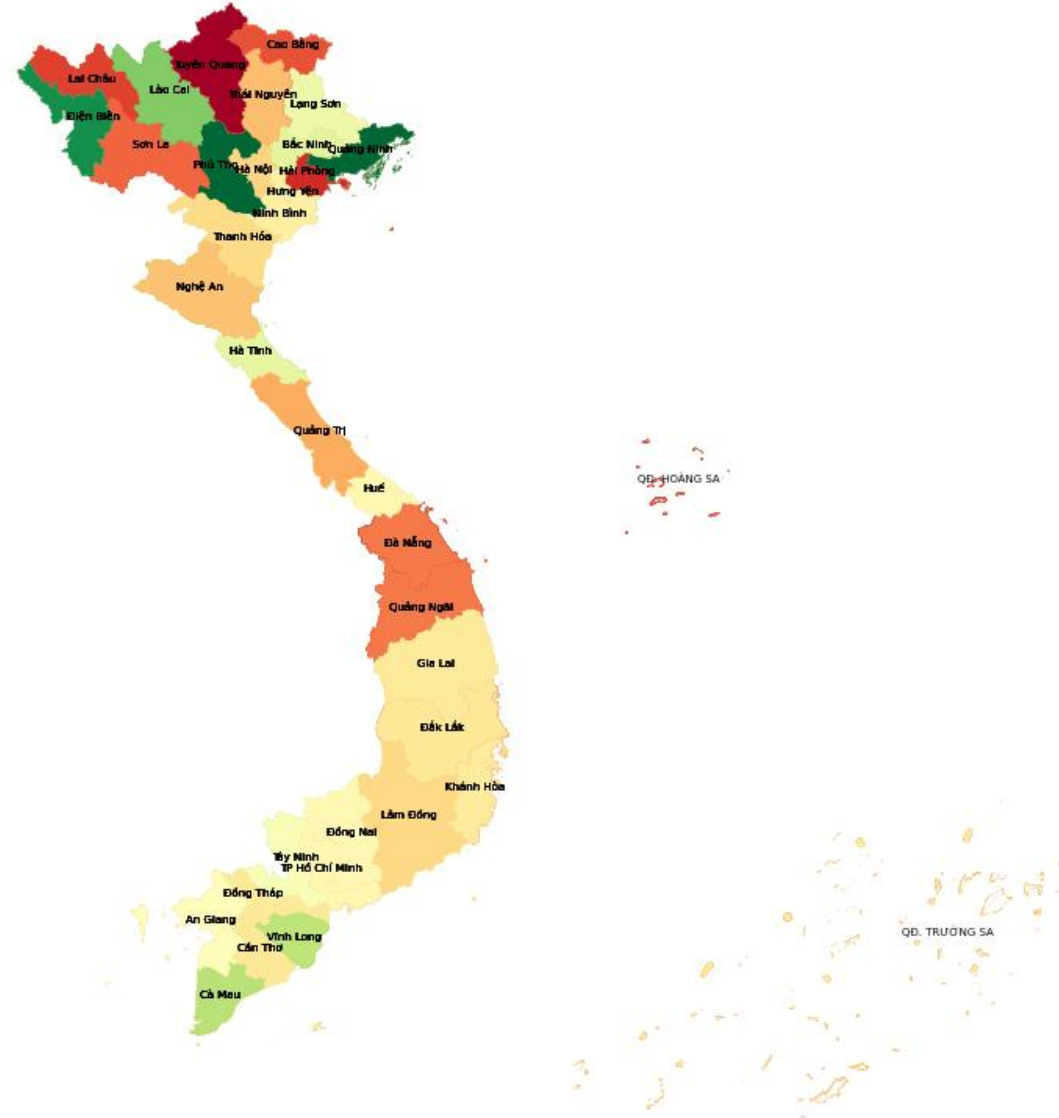 Cao Bằng
Tuyên Quang
Lai Châu
Lào Cai
Thái Nguyên
Lạng Sơn
Điện Biên
Sơn La
Bắc Ninh
Quảng Ninh
Phú Thọ
Hà Nội
Hải Phòng
Hưng Yên
Ninh Bình
Thanh Hóa
Nghệ An
Hà Tĩnh
Quảng Trị
QĐ. HOÀNG SA
Huế
Đà Nẵng
Quảng Ngãi
Gia Lai
Đắk Lắk
Khánh Hòa
Lâm Đồng
Đồng Nai
Tây Ninh
TP Hồ Chí Minh
Đồng Tháp
An Giang
QĐ. TRƯỜNG SA
Vĩnh Long
Cần Thơ
Cà Mau